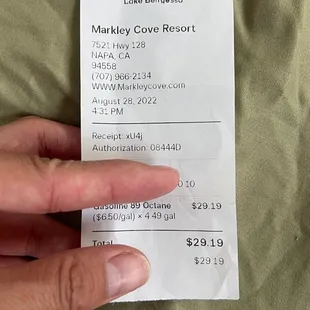 Lake Berryessa
Markley Cove Resort
7521 Hwy 128
NAPA, CA
94558
(707) 966-2134
WWW.Markleycove.com
August 28, 2022
4:31 PM
Receipt: xU4j
Authorization: 08444D
Gasoline 89 Octane $29.19
($6.50/gal) × 4.49 gal
Total $29.19
$29.19